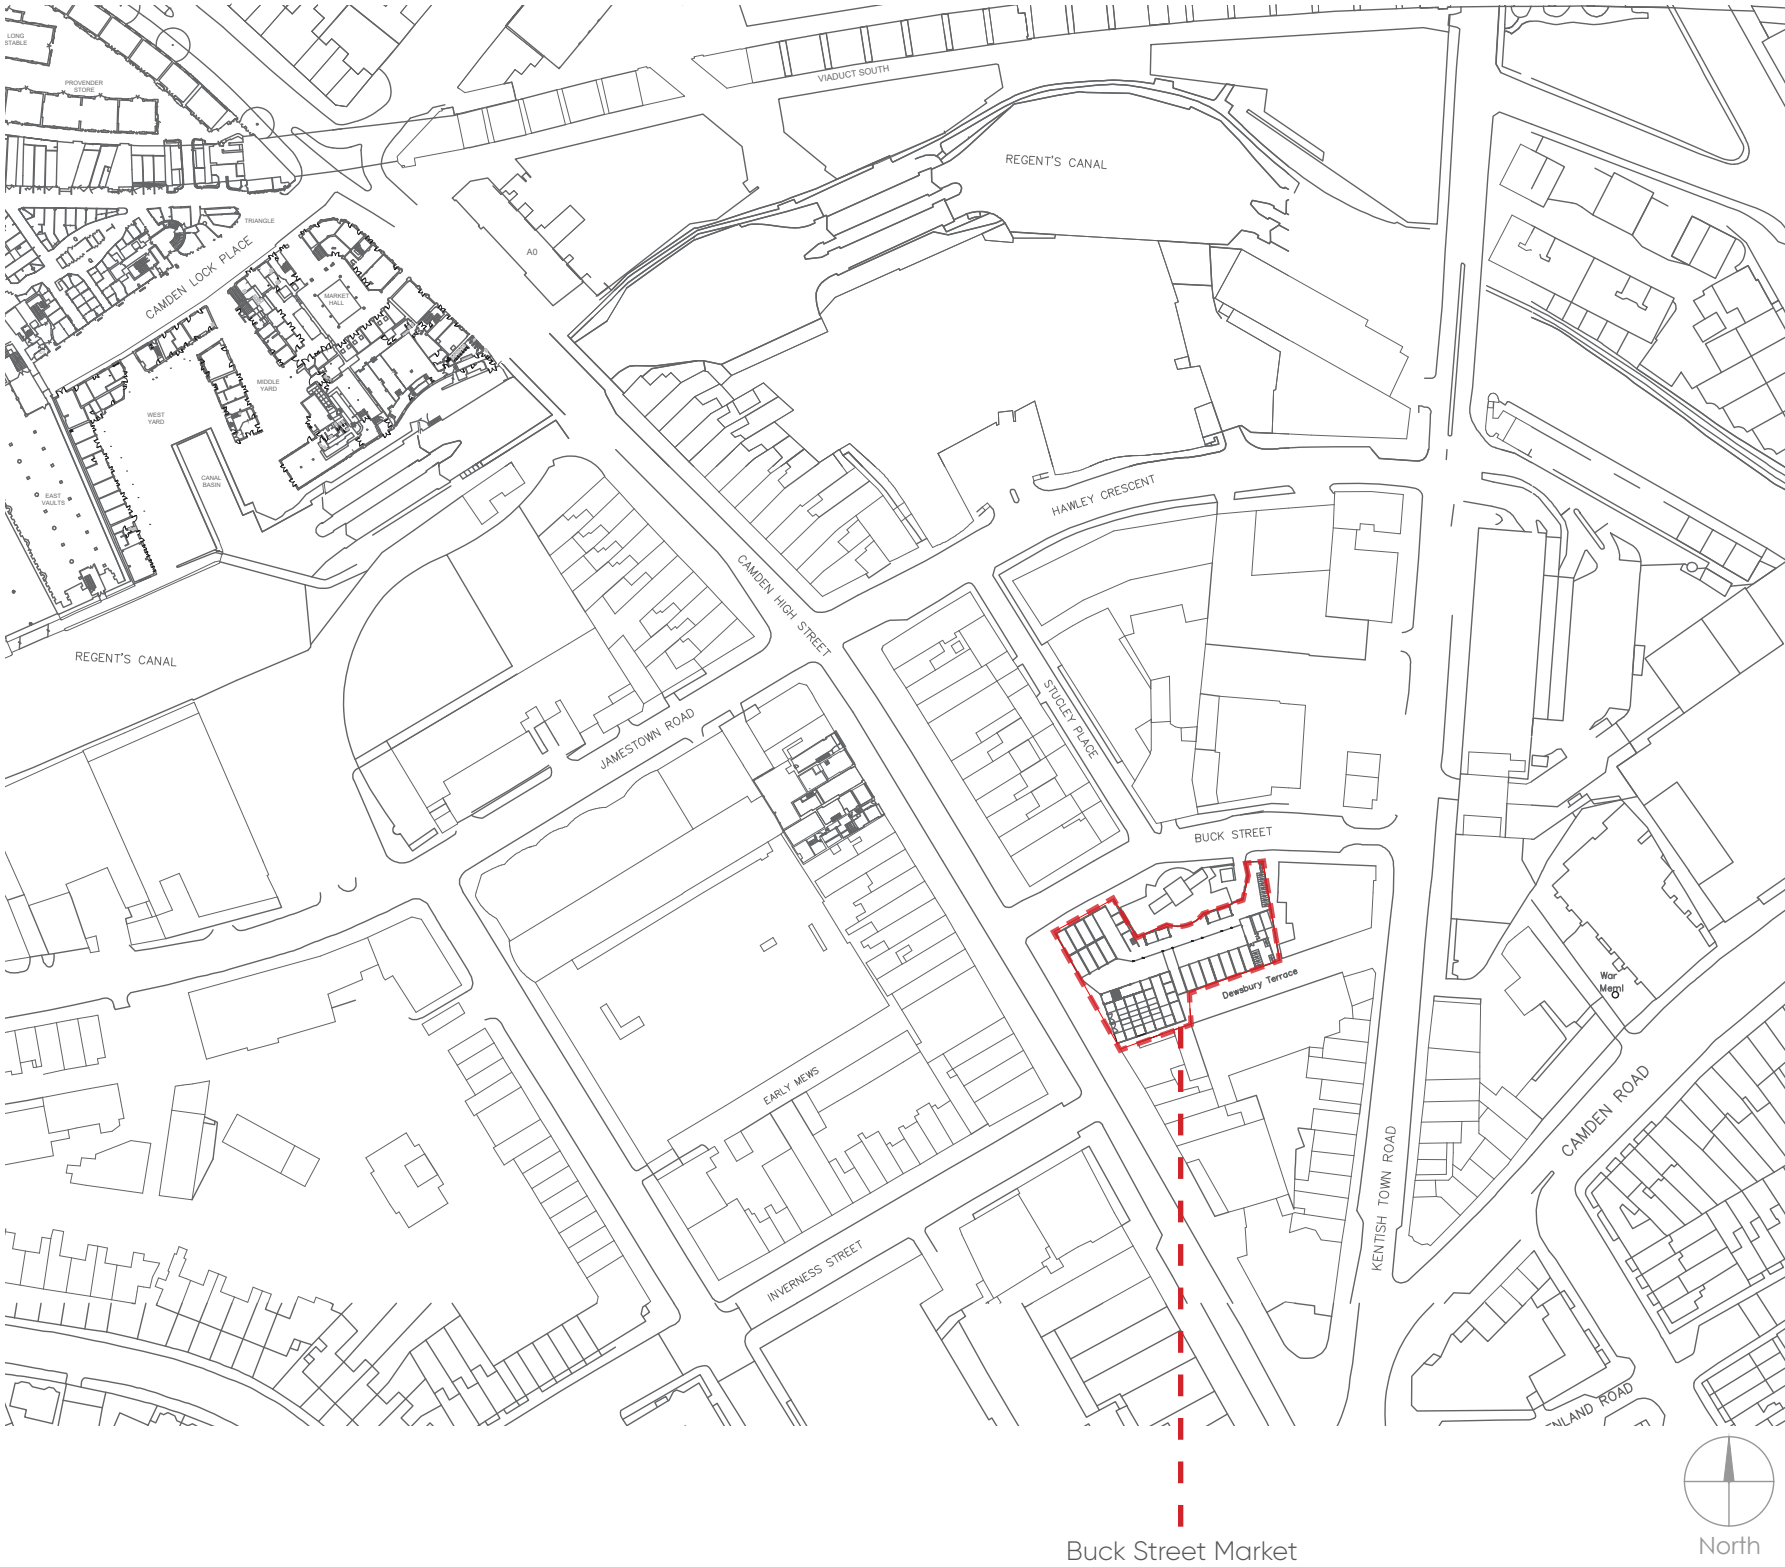 LONG
STABLE
PROVENDER
STORE
VIADUCT SOUTH
REGENT'S CANAL
TRIANGLE
CAMDEN LOCK PLACE
A0
MARKET
HALL
MIDDLE
YARD
WEST
YARD
CANAL
BASIN
EAST
VAULTS
HAWLEY CRESCENT
CAMDEN HIGH STREET
REGENT'S CANAL
STUCLEY PLACE
JAMESTOWN ROAD
BUCK STREET
Dewsbury Terrace
War
Meml
EARLY MEWS
CAMDEN ROAD
KENTISH TOWN ROAD
INVERNESS STREET
ENLAND ROAD
Buck Street Market
North